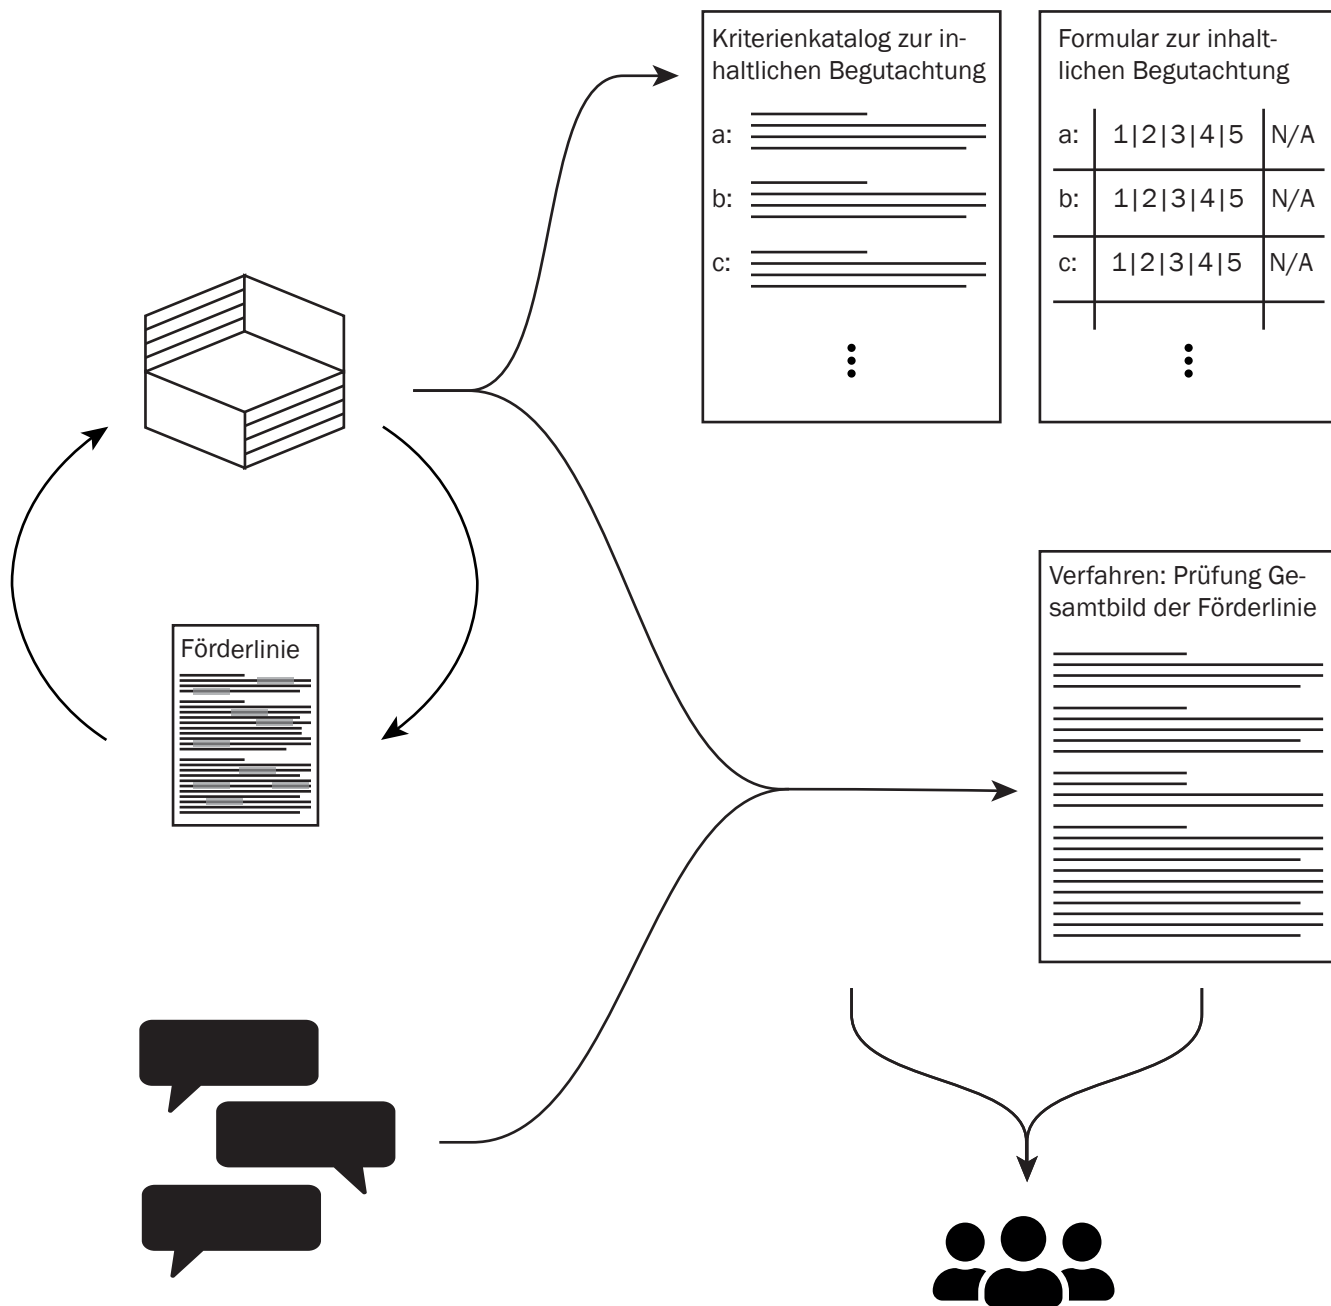 Kriterienkatalog zur in-
haltlichen Begutachtung
a:
b:
c:
Formular zur inhalt-
lichen Begutachtung
a: 1|2|3|4|5 N/A
b: 1|2|3|4|5 N/A
c: 1|2|3|4|5 N/A
Förderlinie
Verfahren: Prüfung Ge-
samtbild der Förderlinie